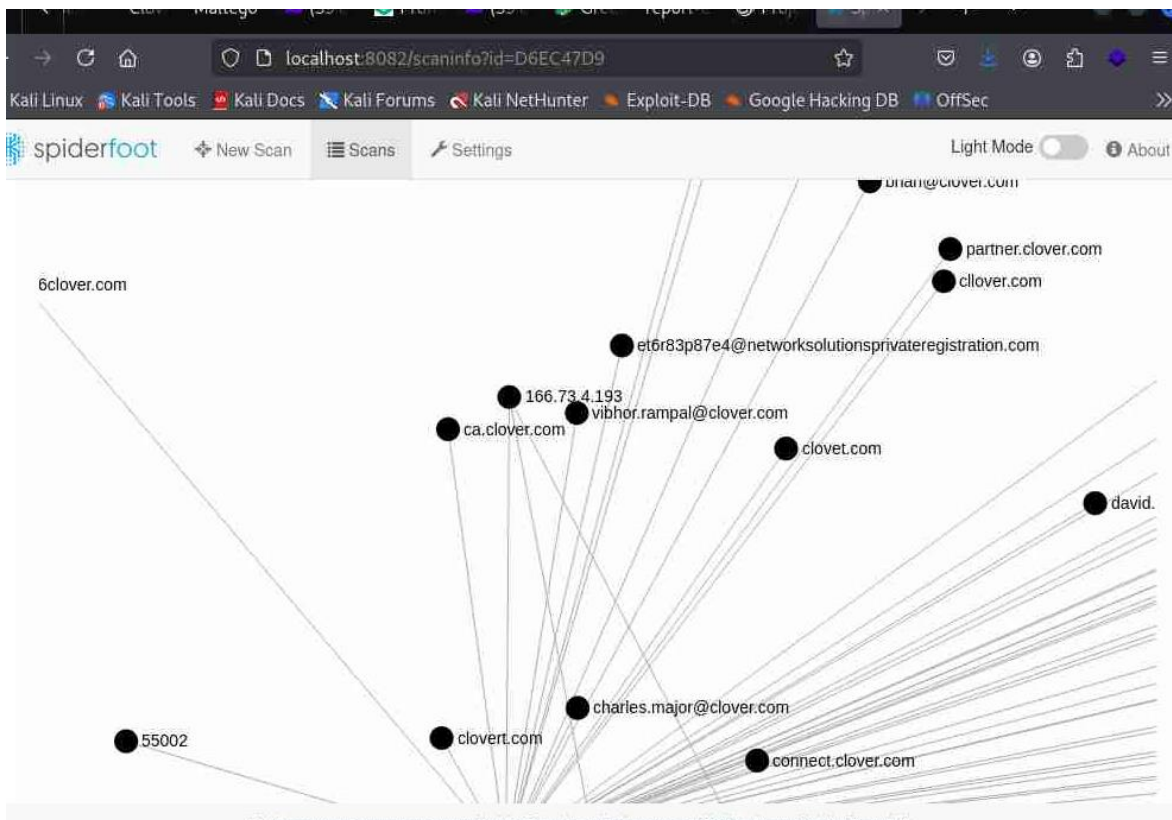 localhost:8082/scaninfo?id=D6EC47D9
Kali Linux Kali Tools Kali Docs Kali Forums Kali NetHunter Exploit-DB Google Hacking DB OffSec
spiderfoot New Scan Scans Settings Light Mode About
brian@clover.com
partner.clover.com
6clover.com
cllover.com
et6r83p87e4@networksolutionsprivateregistration.com
166.73.4.193
vibhor.rampal@clover.com
ca.clover.com
clovet.com
david.
charles.major@clover.com
55002
clovert.com
connect.clover.com